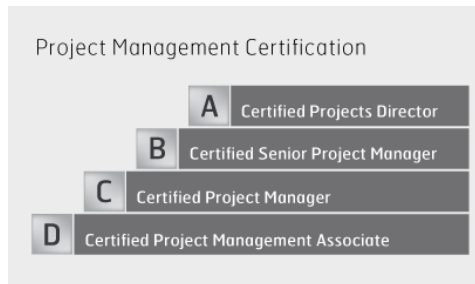 Project Management Certification
A Certified Projects Director
B Certified Senior Project Manager
C Certified Project Manager
D Certified Project Management Associate